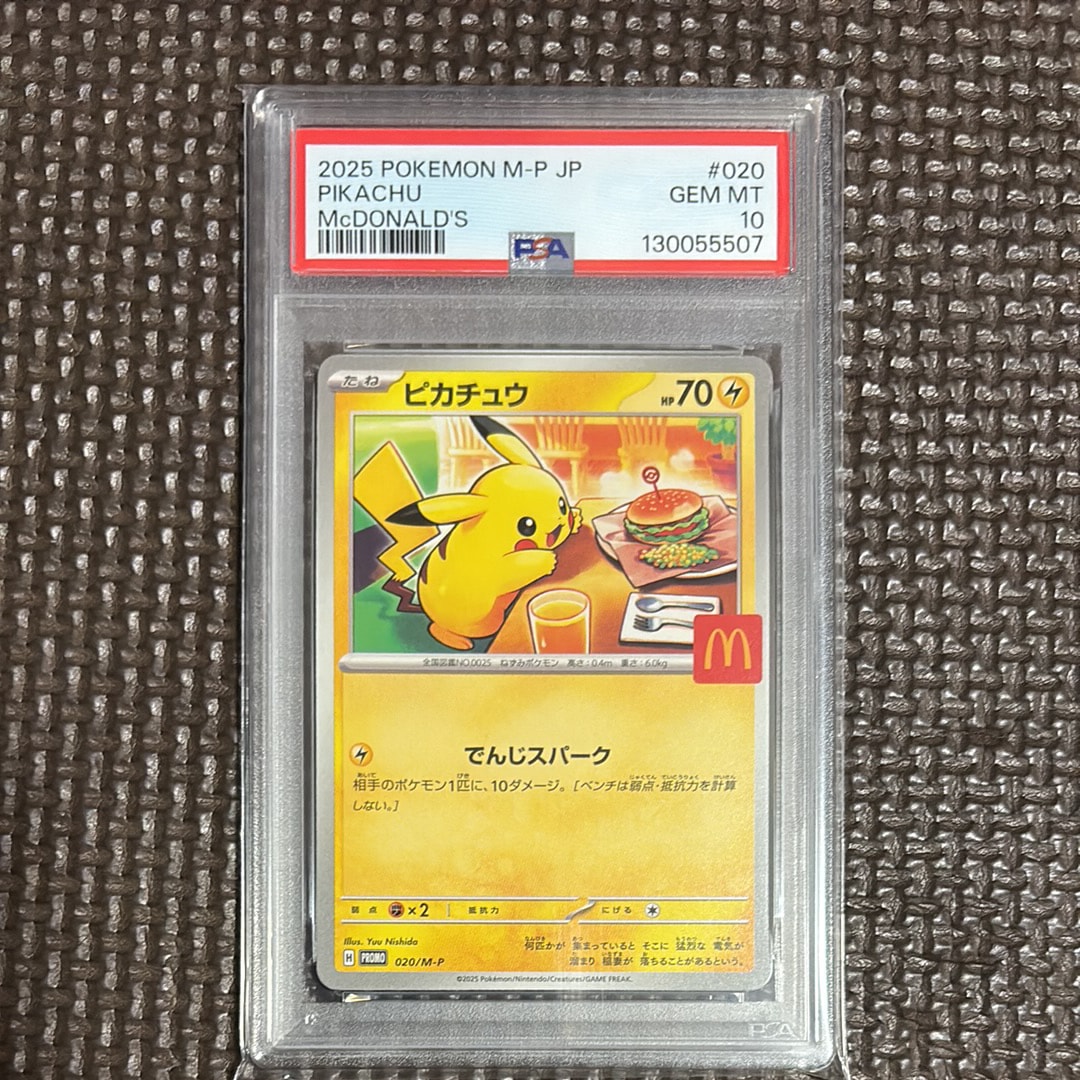 2025 POKEMON M-P JP #020
PIKACHU GEM MT
McDONALD'S 10
130055507
PSA
たね ピカチュウ HP 70
全国図鑑NO.0025 ねずみポケモン 高さ:0.4m 重さ:6.0kg
M
でんじスパーク
相手のポケモン1匹に、10ダメージ。[ベンチは弱点・抵抗力を計算
しない。]
弱点 ×2 抵抗力 にげる
Illus. Yuu Nishida
何匹かが 集まっていると そこに 猛烈な 電気が
H PROMO 020/M-P
溜まり 稲妻が 落ちることがあるという。
©2025 Pokémon/Nintendo/Creatures/GAME FREAK.
PSA